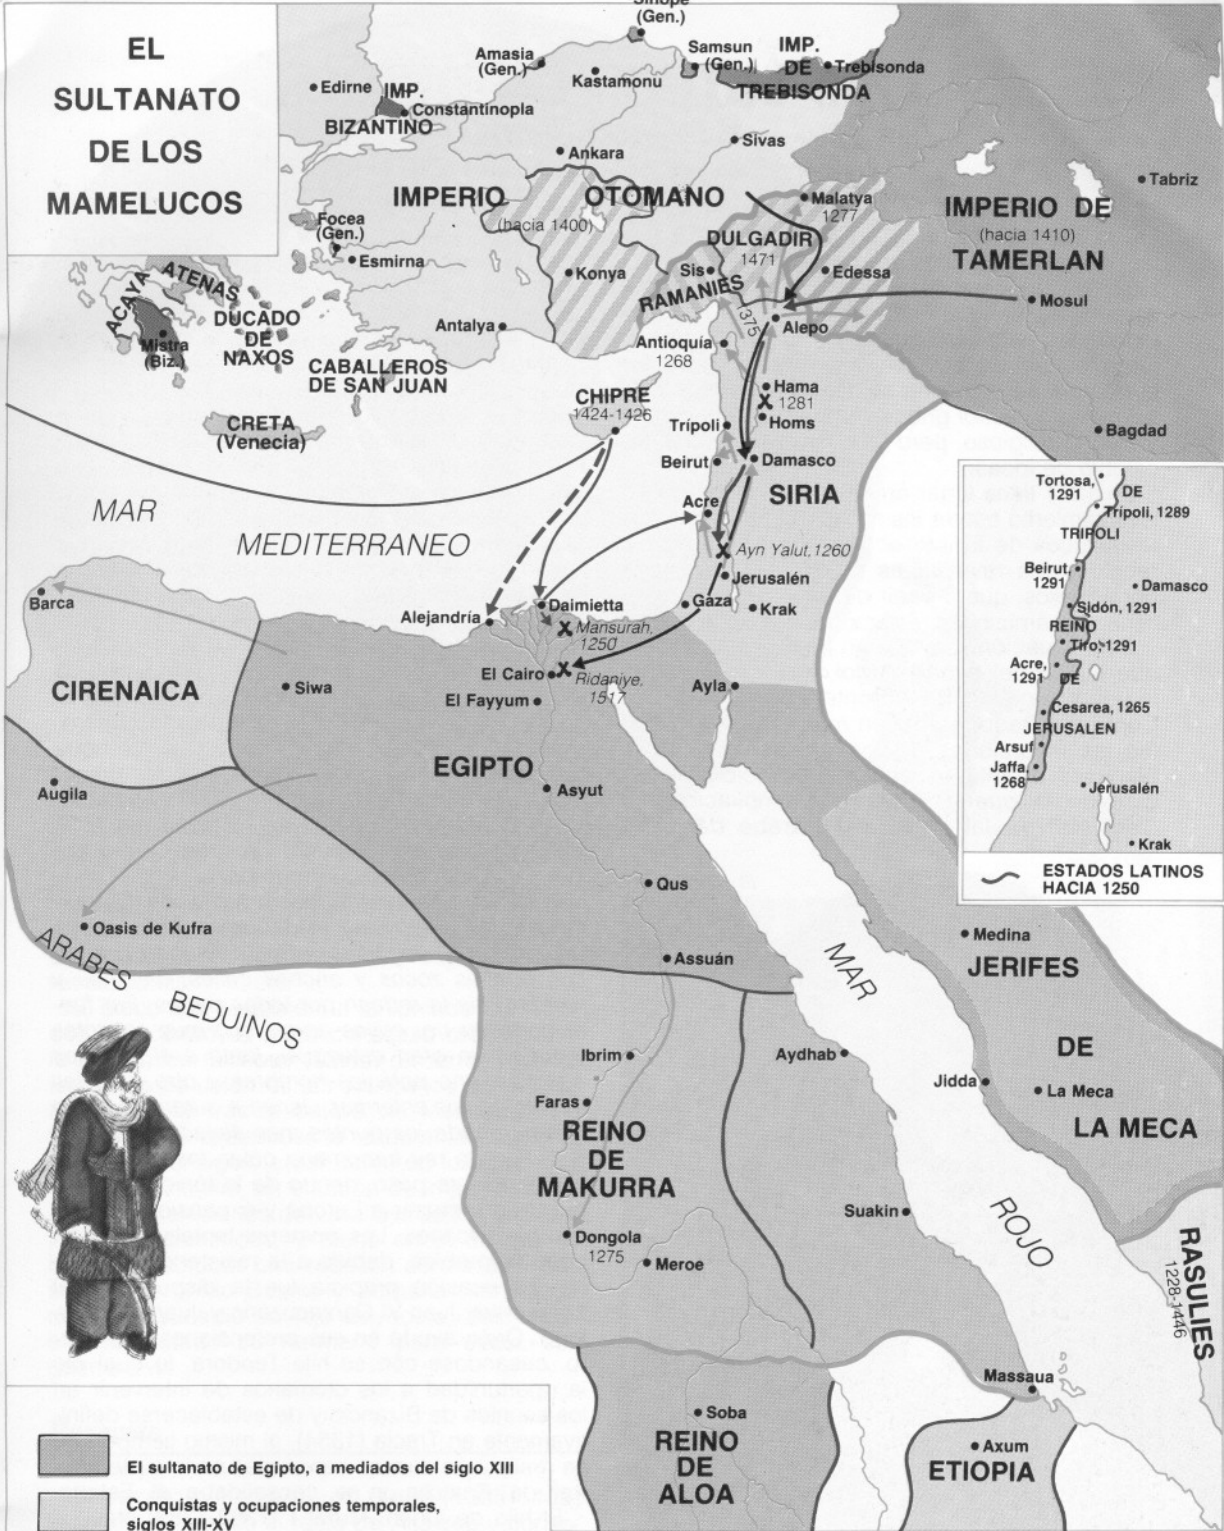 EL
SULTANATO
DE LOS
MAMELUCOS
Sinope
(Gen.)
Amasia
(Gen.)
Samsun
(Gen.)
IMP.
DE
TREBISONDA
Trebisonda
Kastamonu
Edirne
IMP.
BIZANTINO
Constantinopla
Sivas
Ankara
Tabriz
IMPERIO OTOMANO
(hacia 1400)
Malatya
1277
IMPERIO DE
(hacia 1410)
TAMERLAN
Focea
(Gen.)
Esmirna
DULGADIR
1471
Konya
Sis
Edessa
RAMANIES
1375
Mosul
ACAYA
ATENAS
DUCADO
DE
NAXOS
Mistra
(Biz.)
Antalya
Alepo
Antioquía
1268
CABALLEROS
DE SAN JUAN
CHIPRE
1424-1426
Hama
1281
Homs
CRETA
(Venecia)
Trípoli
Bagdad
Beirut
Damasco
SIRIA
Acre
MAR
MEDITERRANEO
Ayn Yalut, 1260
Jerusalén
Barca
Alejandría
Daimietta
Gaza
Krak
Mansurah,
1250
El Cairo
Ridaniye,
1517
CIRENAICA
Siwa
El Fayyum
Ayla
EGIPTO
Augila
Asyut
Tortosa,
1291
DE
Trípoli, 1289
TRIPOLI
Beirut,
1291
Damasco
Sidón, 1291
REINO
Tiro, 1291
Acre,
1291
DE
Cesarea, 1265
JERUSALEN
Arsuf
Jaffa,
1268
Jerusalén
Krak
ESTADOS LATINOS
HACIA 1250
Qus
Oasis de Kufra
ARABES BEDUINOS
Assuán
MAR
ROJO
Medina
JERIFES
DE
LA MECA
Ibrim
Aydhab
Jidda
La Meca
Faras
REINO
DE
MAKURRA
Suakin
Dongola
1275
Meroe
RASULIES
1228-1446
Massaua
Soba
REINO
DE
ALOA
Axum
ETIOPIA
El sultanato de Egipto, a mediados del siglo XIII
Conquistas y ocupaciones temporales,
siglos XIII-XV